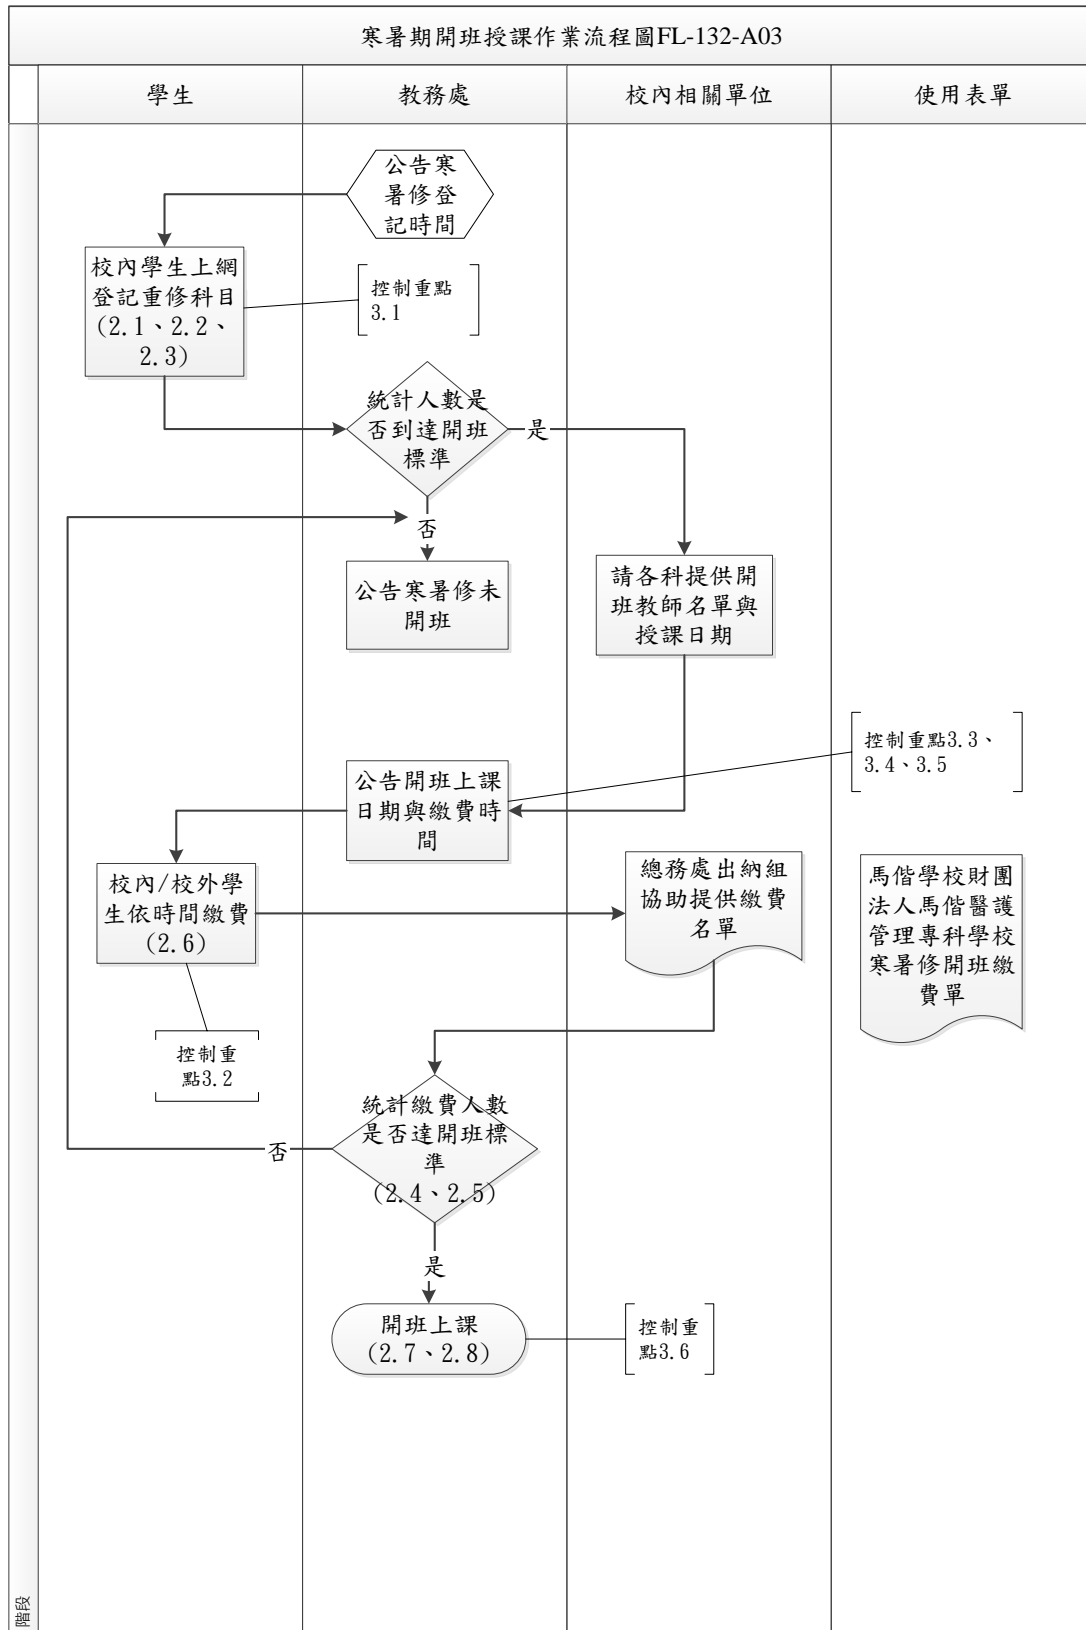 寒暑期開班授課作業流程圖FL-132-A03
學生
教務處
校內相關單位
使用表單
公告寒
暑修登
記時間
校內學生上網
登記重修科目
(2.1、2.2、
2.3)
控制重點
3.1
統計人數是
否到達開班
標準
是
否
公告寒暑修未
開班
請各科提供開
班教師名單與
授課日期
控制重點3.3、
3.4、3.5
公告開班上課
日期與繳費時
間
校內/校外學
生依時間繳費
(2.6)
總務處出納組
協助提供繳費
名單
馬偕學校財團
法人馬偕醫護
管理專科學校
寒暑修開班繳
費單
控制重
點3.2
統計繳費人數
是否達開班標
準
(2.4、2.5)
否
是
開班上課
(2.7、2.8)
控制重
點3.6
階段